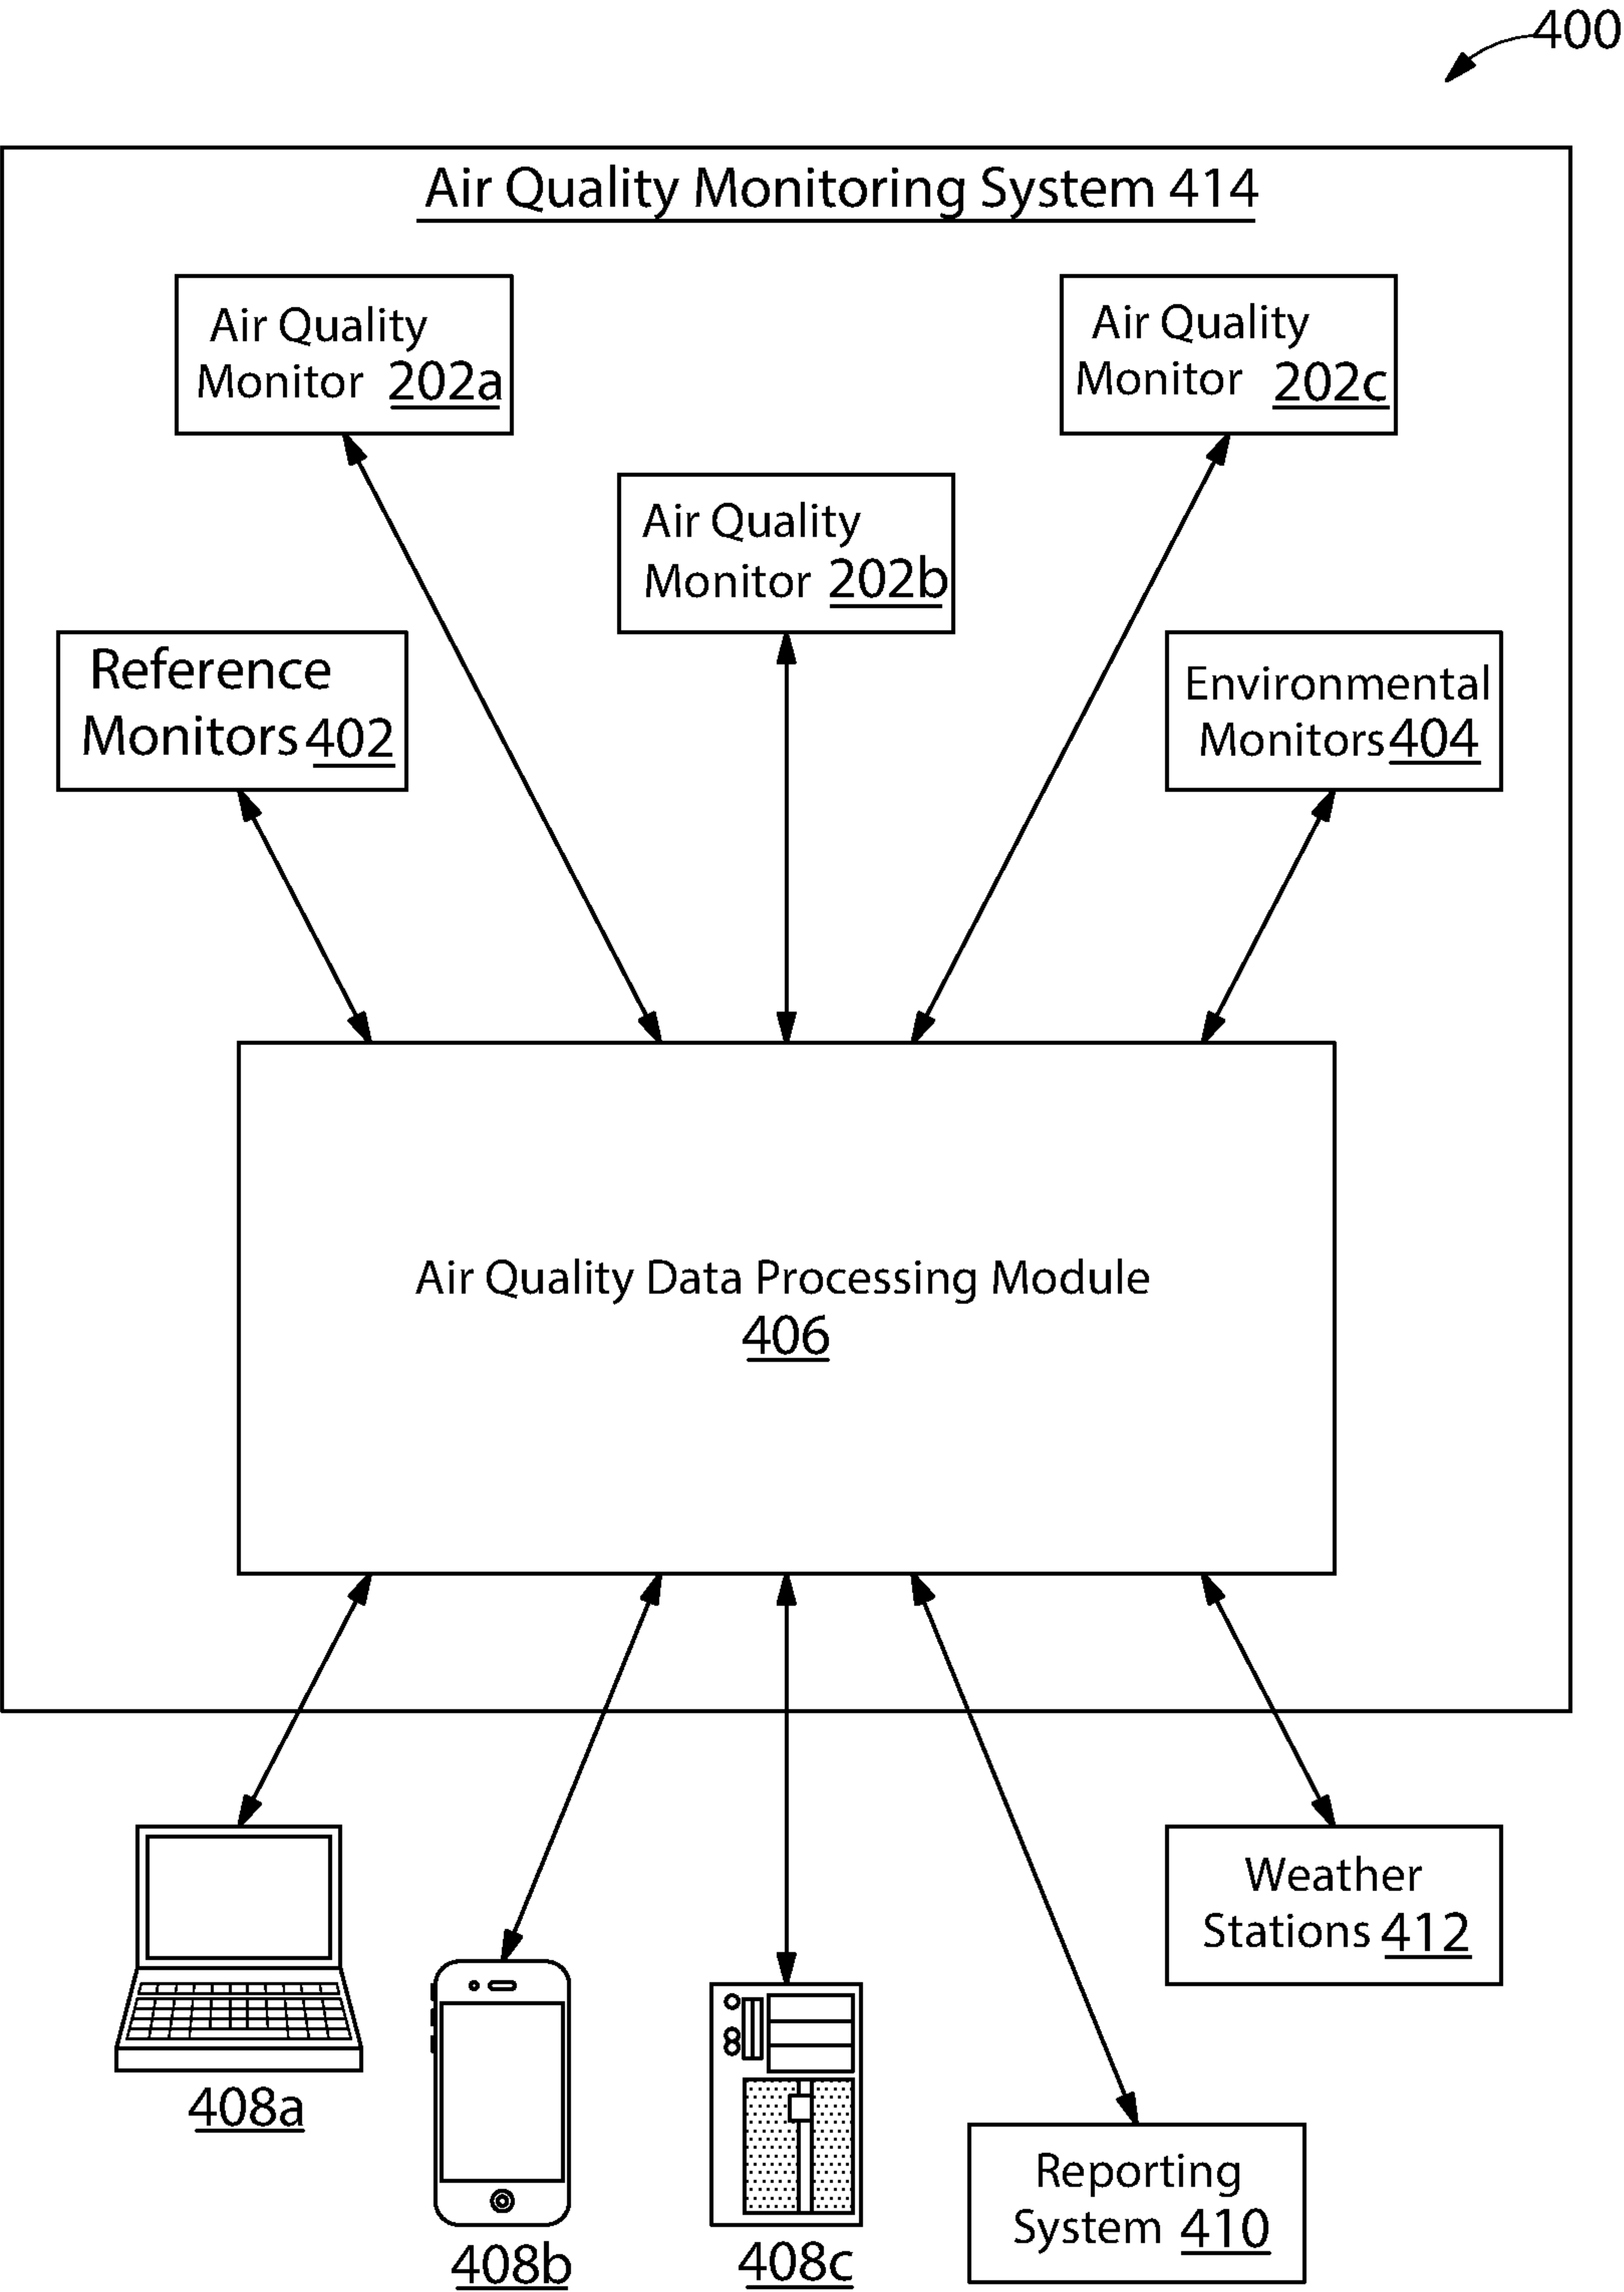 400
Air Quality Monitoring System 414
Air Quality
Monitor 202a
Air Quality
Monitor 202c
Air Quality
Monitor 202b
Reference
Monitors 402
Environmental
Monitors 404
Air Quality Data Processing Module
406
Weather
Stations 412
408a
Reporting
System 410
408b
408c